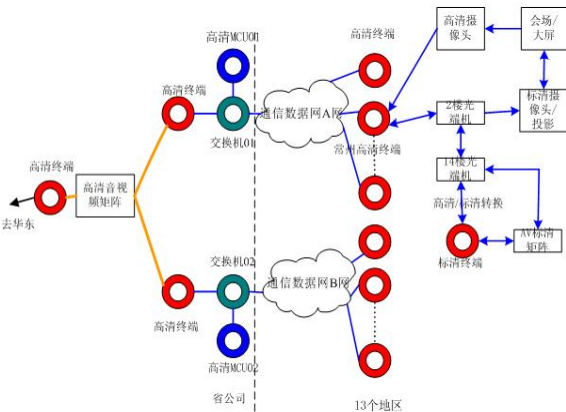 高清MCU01
高清终端
高清摄
像头
会场/
大屏
高清终端
通信数据网A网
2楼光
端机
标清摄
像头/
投影
交换机01
常州高清终端
高清终端
高清音视
频矩阵
14楼光
端机
去华东
高清/标清转换
AV标清
矩阵
标清终端
交换机02
通信数据网B网
高清终端
高清MCU02
省公司
13个地区